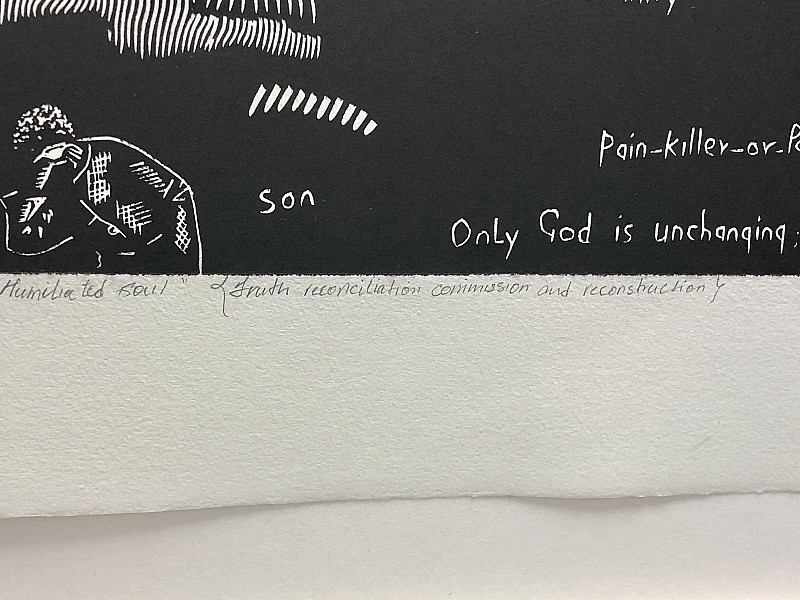 Pain-killer-or-
son
Only God is unchanging;
Humiliated soul" {Truth reconciliation commission and reconstruction}